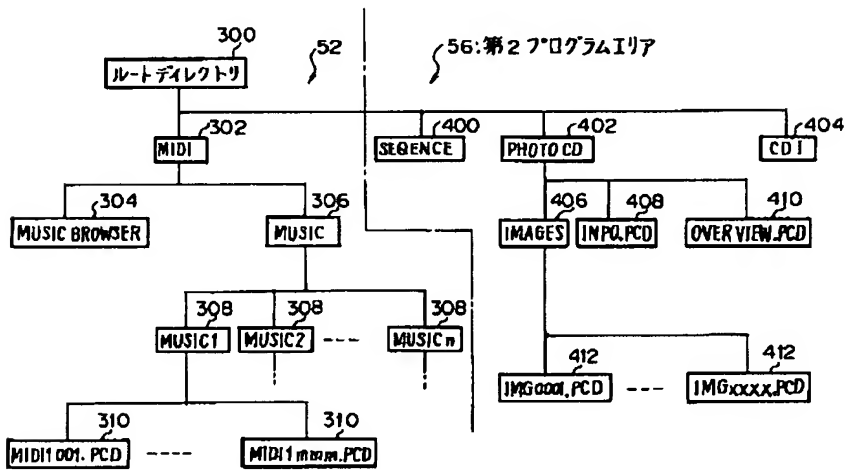 300
ルートディレクトリ
52
56:第2プログラムエリア
302
MIDI
400
SEQENCE
402
PHOTO CD
404
CD I
304
MUSIC BROWSER
306
MUSIC
406
IMAGES
408
INPO.PCD
410
OVERVIEW.PCD
308
MUSIC1
308
MUSIC2
----
308
MUSICn
412
IMG0001.PCD
----
412
IMGxxxx.PCD
310
MIDI1001.PCD
----
310
MIDI1mmm.PCD